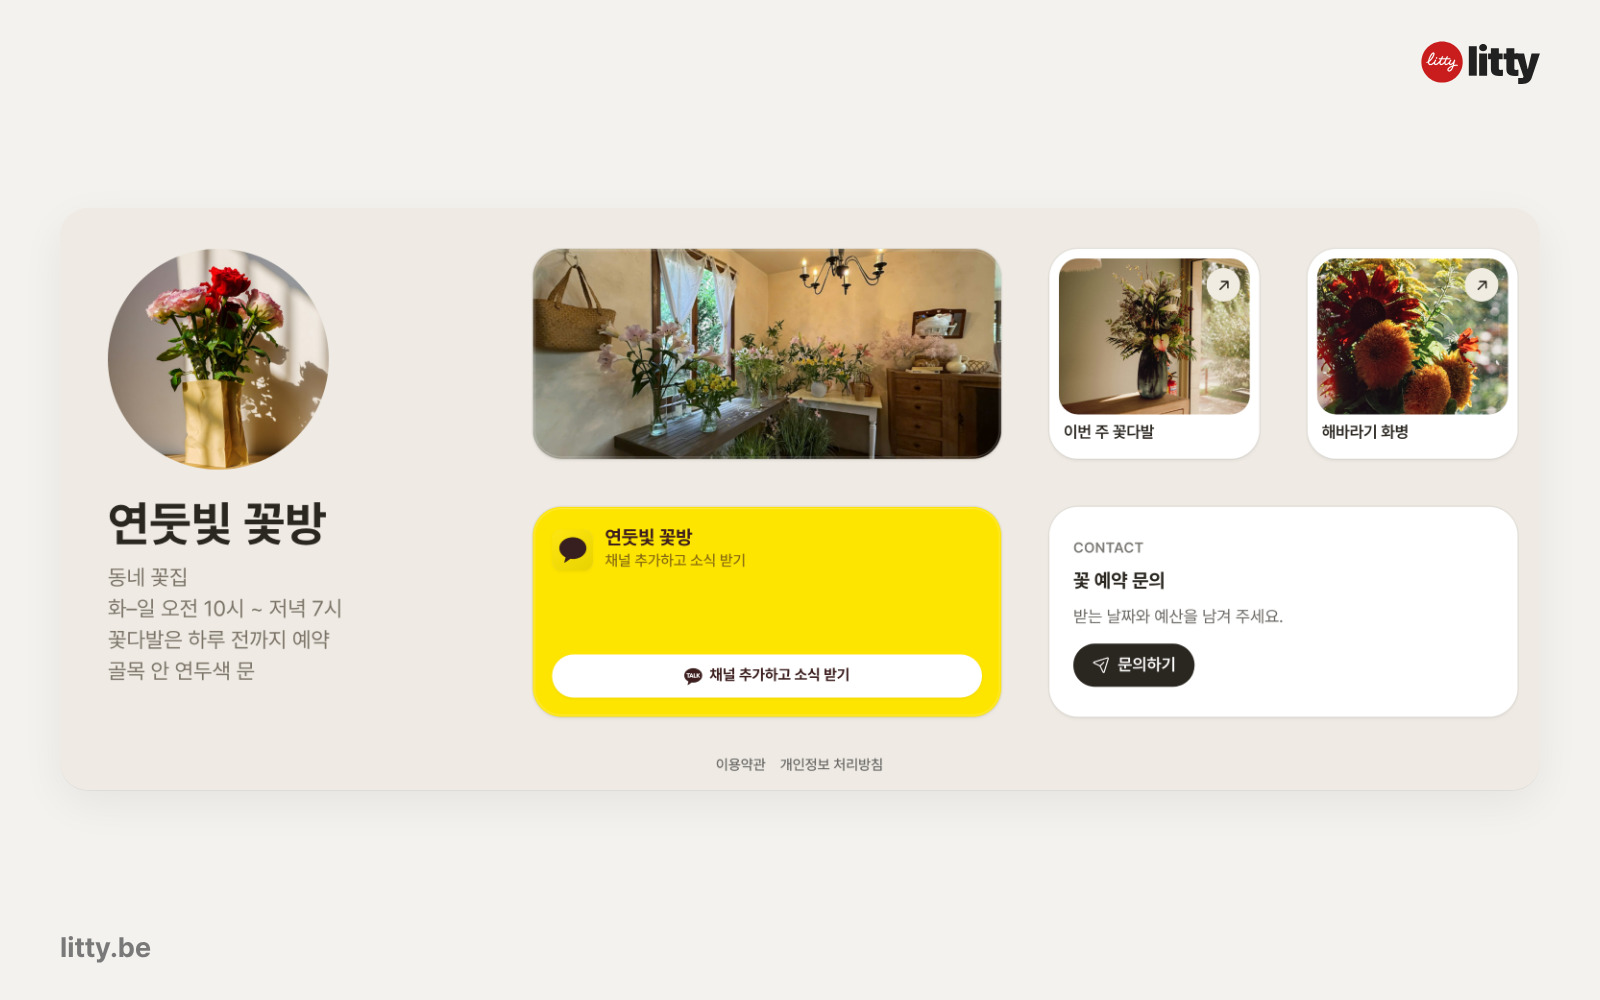 litty
litty
연둣빛 꽃방
동네 꽃집
화–일 오전 10시 ~ 저녁 7시
꽃다발은 하루 전까지 예약
골목 안 연두색 문
이번 주 꽃다발
해바라기 화병
연둣빛 꽃방
채널 추가하고 소식 받기
TALK 채널 추가하고 소식 받기
CONTACT
꽃 예약 문의
받는 날짜와 예산을 남겨 주세요.
문의하기
이용약관 개인정보 처리방침
litty.be